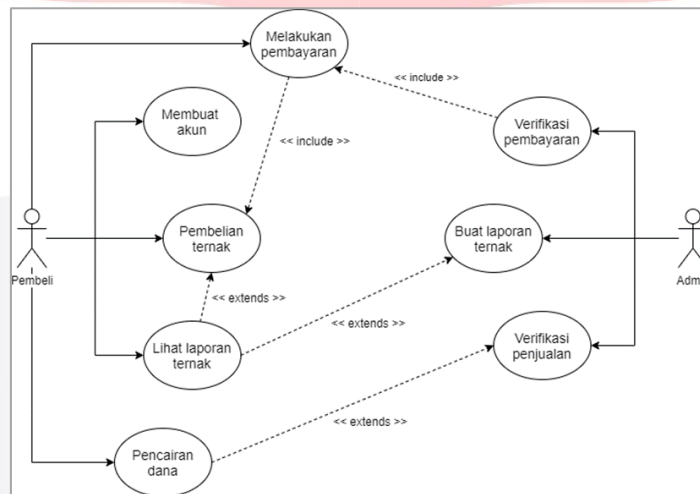 Melakukan
pembayaran
<< include >>
Membuat
akun
Verifikasi
pembayaran
<< include >>
Pembelian
ternak
Buat laporan
ternak
Pembeli
Adm
<< extends >>
<< extends >>
Lihat laporan
ternak
Verifikasi
penjualan
<< extends >>
Pencairan
dana